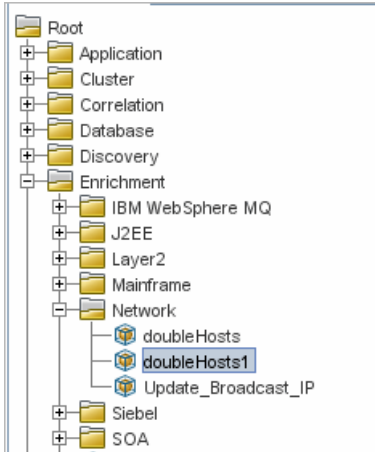 Root
Application
Cluster
Correlation
Database
Discovery
Enrichment
IBM WebSphere MQ
J2EE
Layer2
Mainframe
Network
doubleHosts
doubleHosts1
Update_Broadcast_IP
Siebel
SOA